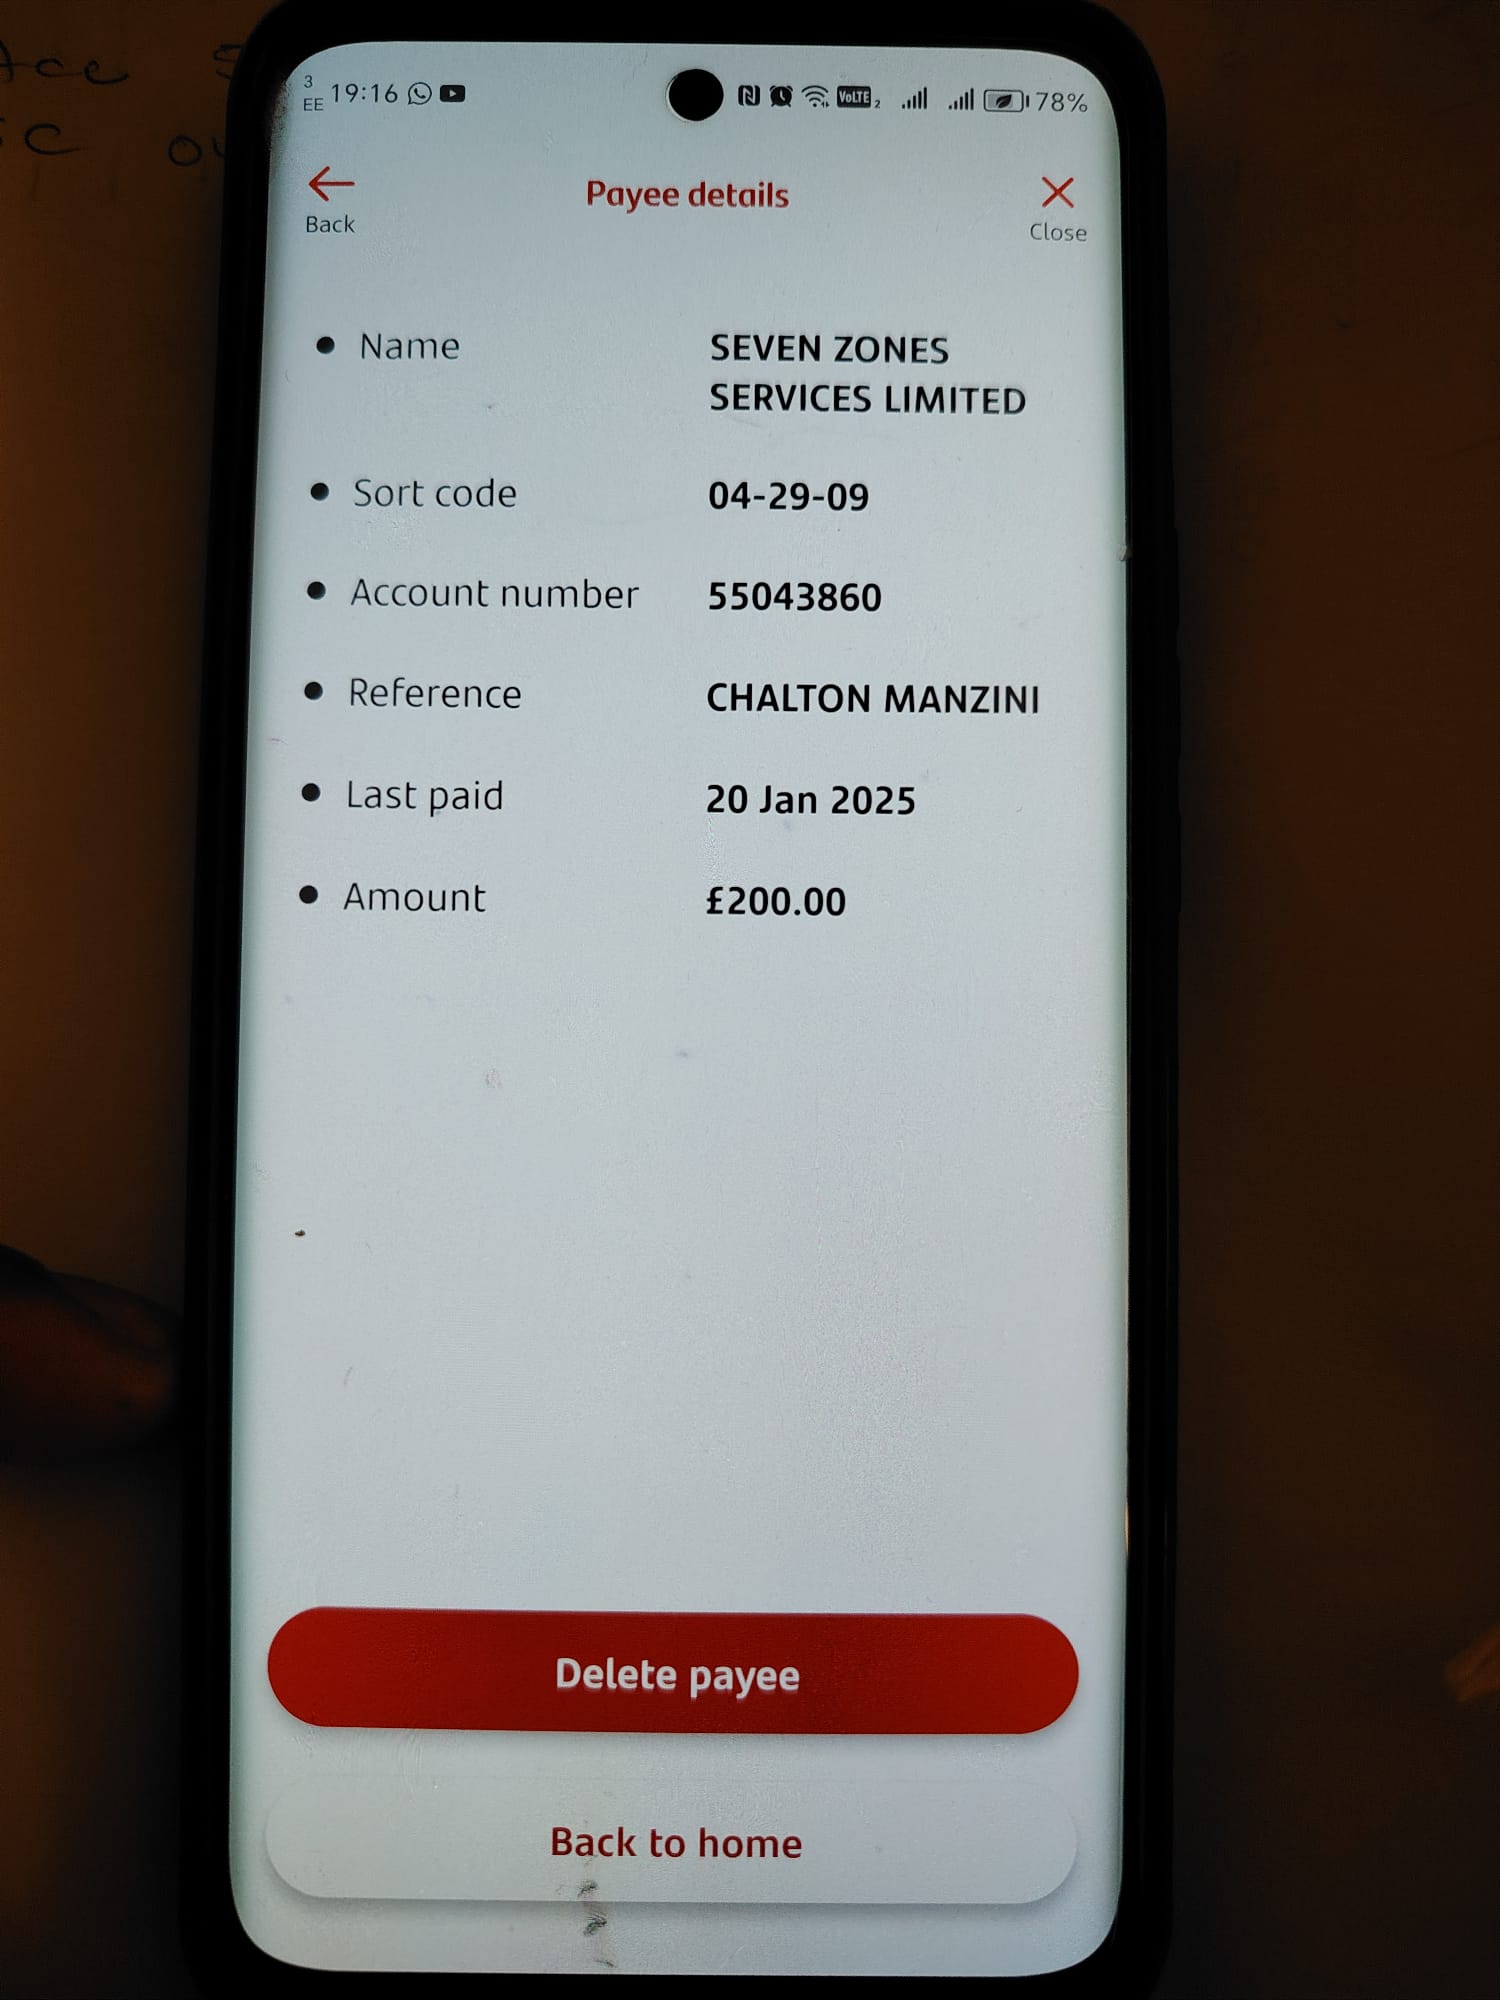 3
EE 19:16 VoLTE 2 78%
Back Payee details Close
Name SEVEN ZONES
SERVICES LIMITED
Sort code 04-29-09
Account number 55043860
Reference CHALTON MANZINI
Last paid 20 Jan 2025
Amount £200.00
Delete payee
Back to home